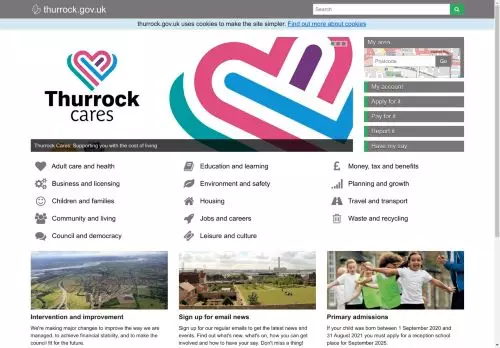 thurrock.gov.uk
Search
thurrock.gov.uk uses cookies to make the site simpler. Find out more about cookies
Thurrock
cares
Thurrock Cares: Supporting you with the cost of living
My area
Postcode
Go
My account
Apply for it
Pay for it
Report it
Have my say
Adult care and health
Education and learning
Money, tax and benefits
Business and licensing
Environment and safety
Planning and growth
Children and families
Housing
Travel and transport
Community and living
Jobs and careers
Waste and recycling
Council and democracy
Leisure and culture
Intervention and improvement
We're making major changes to improve the way we are
managed, to achieve financial stability, and to make the
council fit for the future.
Sign up for email news
Sign up for our regular emails to get the latest news and
events. Find out what's new, what's on, how you can get
involved and how to have your say. Don't miss a thing!
Primary admissions
If your child was born between 1 September 2020 and
31 August 2021 you must apply for a reception school
place for September 2025.